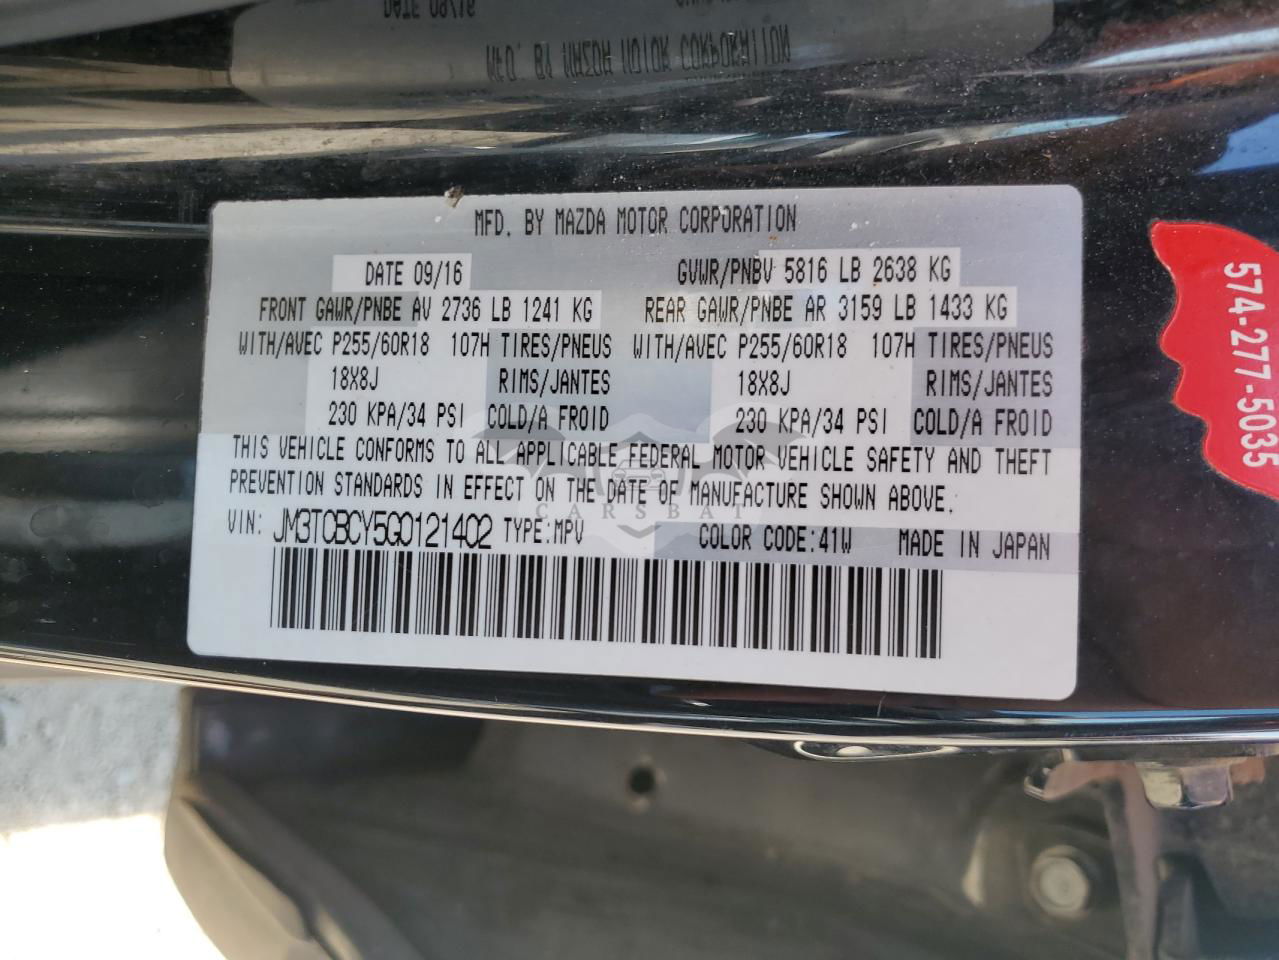 MFD. BY MAZDA MOTOR CORPORATION
DATE 09/16 GVWR/PNBV 5816 LB 2638 KG
FRONT GAWR/PNBE AV 2736 LB 1241 KG REAR GAWR/PNBE AR 3159 LB 1433 KG
WITH/AVEC P255/60R18 107H TIRES/PNEUS WITH/AVEC P255/60R18 107H TIRES/PNEUS
18X8J RIMS/JANTES 18X8J RIMS/JANTES
230 KPA/34 PSI COLD/A FROID 230 KPA/34 PSI COLD/A FROID
THIS VEHICLE CONFORMS TO ALL APPLICABLE FEDERAL MOTOR VEHICLE SAFETY AND THEFT
PREVENTION STANDARDS IN EFFECT ON THE DATE OF MANUFACTURE SHOWN ABOVE.
VIN: JM3TCBCY5G0121402 TYPE:MPV COLOR CODE:41W MADE IN JAPAN
CARSBAT
574-277-5035